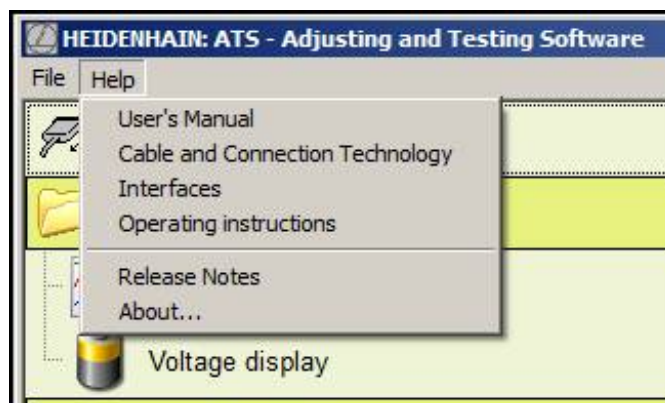 HEIDENHAIN: ATS - Adjusting and Testing Software
File Help
User's Manual
Cable and Connection Technology
Interfaces
Operating instructions
Release Notes
About...
Voltage display